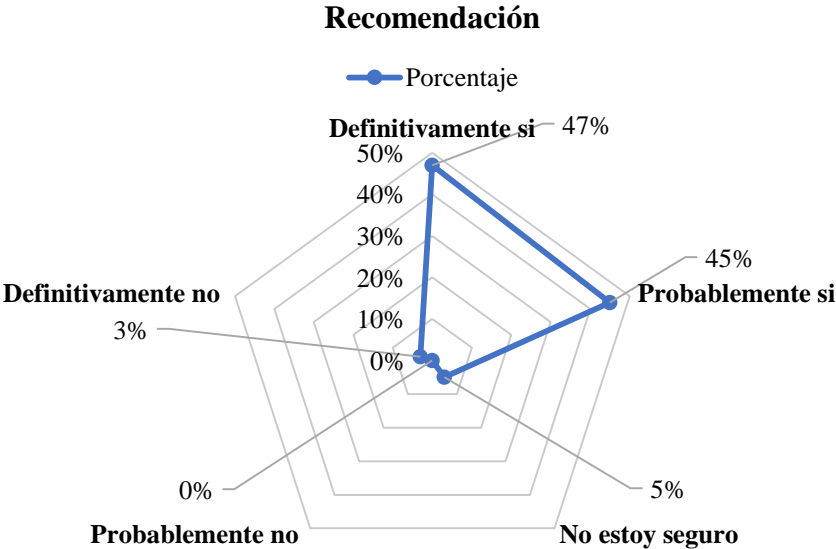 Recomendación
Porcentaje
Definitivamente si
47%
50%
40%
30%
20%
10%
0%
45%
Probablemente si
Definitivamente no
3%
0%
5%
Probablemente no
No estoy seguro